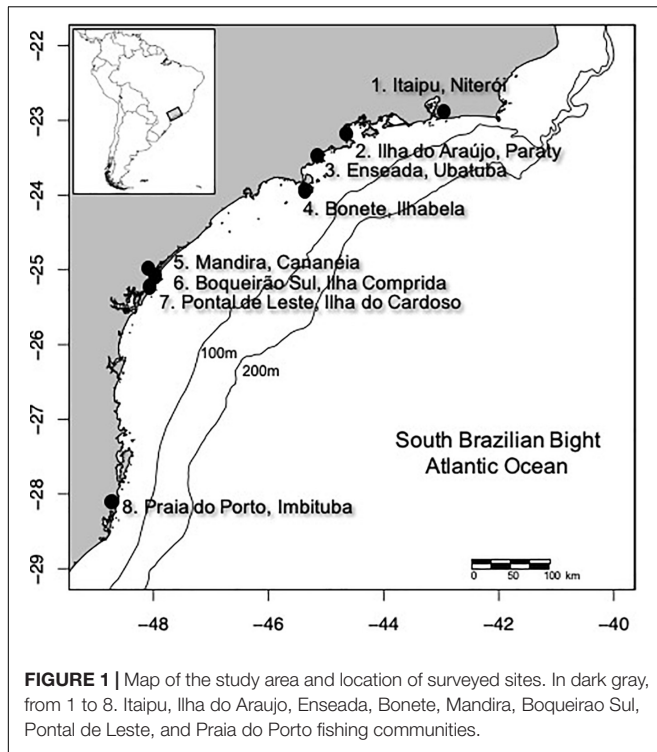 −22
−23
−24
−25
−26
−27
−28
−29
1. Itaipu, Niterói
2. Ilha do Araújo, Paraty
3. Enseada, Ubatuba
4. Bonete, Ilhabela
5. Mandira, Cananéia
6. Boqueirão Sul, Ilha Comprida
7. Pontal de Leste, Ilha do Cardoso
100m
200m
South Brazilian Bight
Atlantic Ocean
8. Praia do Porto, Imbituba
0 50 100 km
−48 −46 −44 −42 −40
FIGURE 1 | Map of the study area and location of surveyed sites. In dark gray,
from 1 to 8. Itaipu, Ilha do Araujo, Enseada, Bonete, Mandira, Boqueirao Sul,
Pontal de Leste, and Praia do Porto fishing communities.